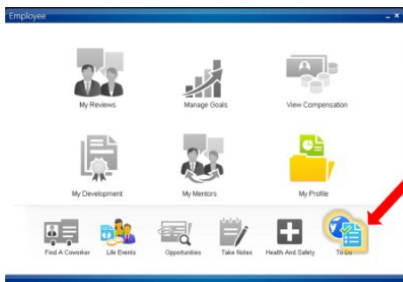 Employee
My Reviews
Manage Goals
View Compensation
My Development
My Mentors
My Profile
Find A Coworker
Life Events
Opportunities
Take Notes
Health And Safety
To Do